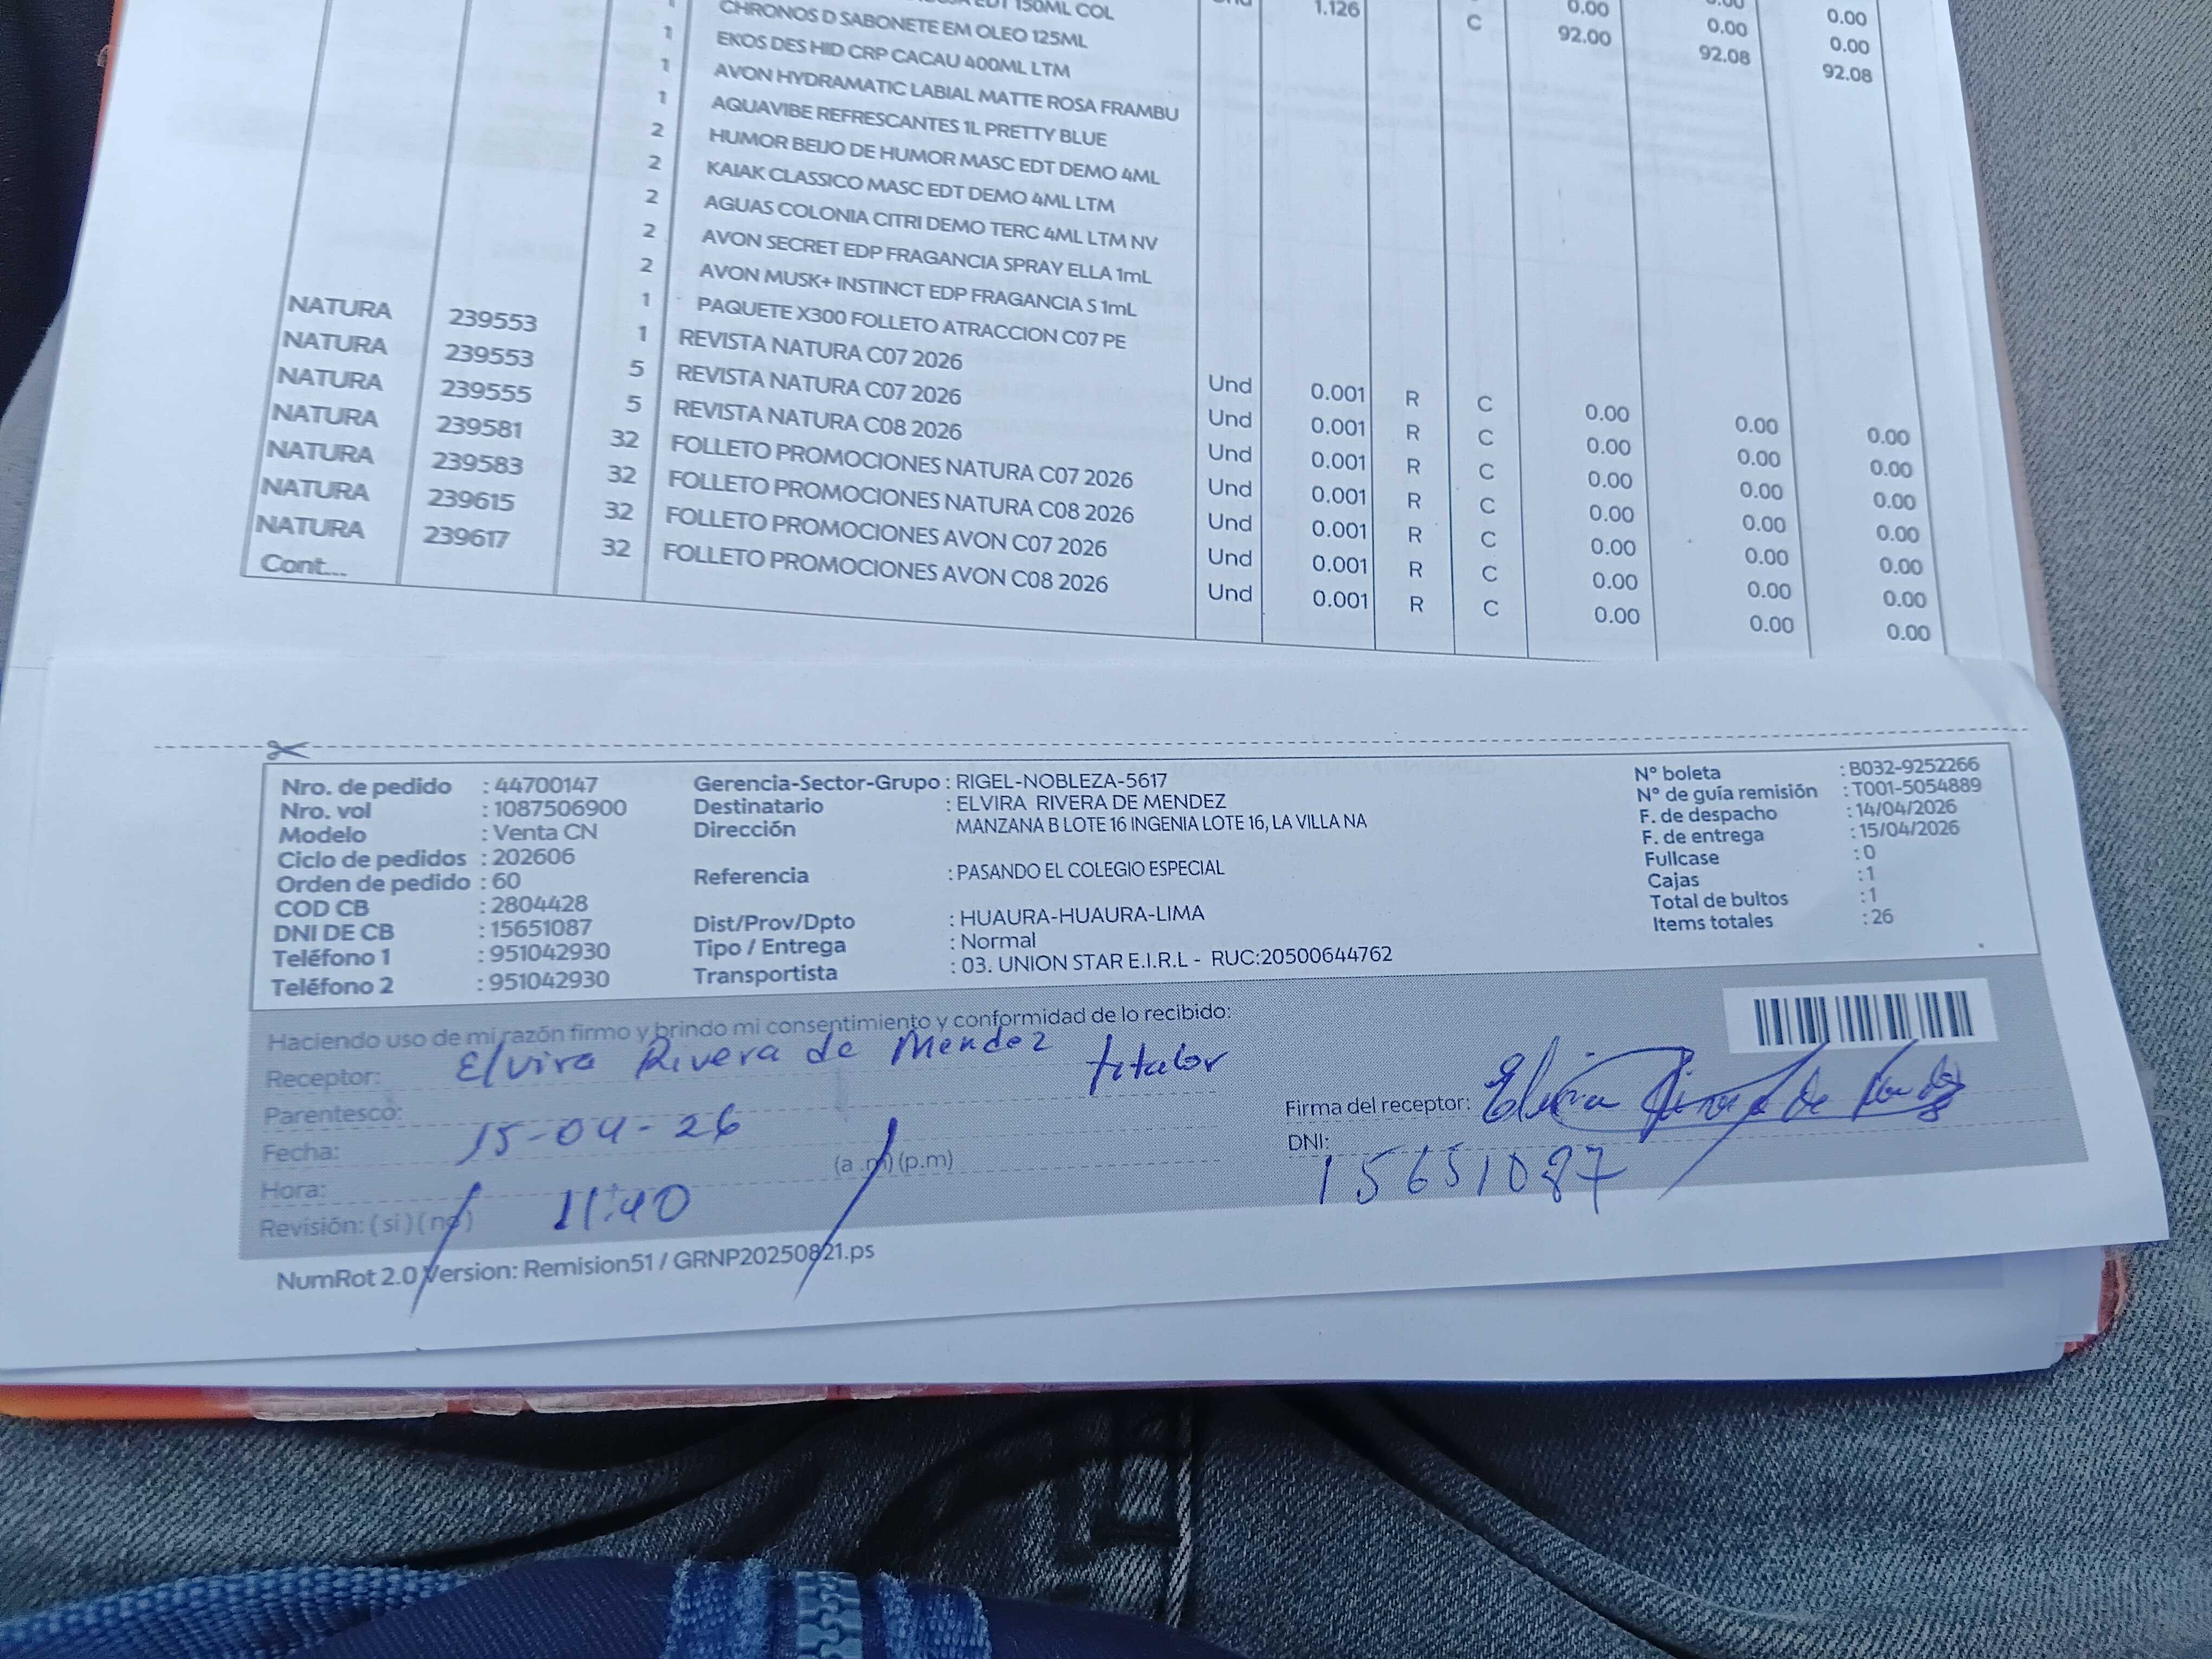 EDT 150ML COL 1.126 C 0.00 0.00 0.00
1 CHRONOS D SABONETE EM OLEO 125ML 92.00 0.00 0.00
1 EKOS DES HID CRP CACAU 400ML LTM 92.08 92.08
1 AVON HYDRAMATIC LABIAL MATTE ROSA FRAMBU
1 AQUAVIBE REFRESCANTES 1L PRETTY BLUE
2 HUMOR BEIJO DE HUMOR MASC EDT DEMO 4ML
2 KAIAK CLASSICO MASC EDT DEMO 4ML LTM
2 AGUAS COLONIA CITRI DEMO TERC 4ML LTM NV
2 AVON SECRET EDP FRAGANCIA SPRAY ELLA 1mL
2 AVON MUSK+ INSTINCT EDP FRAGANCIA S 1mL
1 PAQUETE X300 FOLLETO ATRACCION C07 PE
NATURA 239553 1 REVISTA NATURA C07 2026 Und 0.001 R C 0.00 0.00 0.00
NATURA 239553 5 REVISTA NATURA C07 2026 Und 0.001 R C 0.00 0.00 0.00
NATURA 239555 5 REVISTA NATURA C08 2026 Und 0.001 R C 0.00 0.00 0.00
NATURA 239581 32 FOLLETO PROMOCIONES NATURA C07 2026 Und 0.001 R C 0.00 0.00 0.00
NATURA 239583 32 FOLLETO PROMOCIONES NATURA C08 2026 Und 0.001 R C 0.00 0.00 0.00
NATURA 239615 32 FOLLETO PROMOCIONES AVON C07 2026 Und 0.001 R C 0.00 0.00 0.00
NATURA 239617 32 FOLLETO PROMOCIONES AVON C08 2026 Und 0.001 R C 0.00 0.00 0.00
Cont...
Nro. de pedido : 44700147 Gerencia-Sector-Grupo : RIGEL-NOBLEZA-5617 N° boleta : B032-9252266
Nro. vol : 1087506900 Destinatario : ELVIRA RIVERA DE MENDEZ N° de guía remisión : T001-5054889
Modelo : Venta CN Dirección MANZANA B LOTE 16 INGENIA LOTE 16, LA VILLA NA F. de despacho : 14/04/2026
Ciclo de pedidos : 202606 F. de entrega : 15/04/2026
Orden de pedido : 60 Referencia : PASANDO EL COLEGIO ESPECIAL Fullcase : 0
COD CB : 2804428 Cajas : 1
DNI DE CB : 15651087 Dist/Prov/Dpto : HUAURA-HUAURA-LIMA Total de bultos : 1
Teléfono 1 : 951042930 Tipo / Entrega : Normal Items totales : 26
Teléfono 2 : 951042930 Transportista : 03. UNION STAR E.I.R.L - RUC:20500644762
Haciendo uso de mi razón firmo y brindo mi consentimiento y conformidad de lo recibido:
Receptor: Elvira Rivera de Mendez titular
Parentesco: Firma del receptor: Elvira Rivera de Mendez
Fecha: 15-04-26 DNI: 15651087
Hora: 11:40 (a.m) (p.m)
Revisión: (si) (no)
NumRot 2.0 Version: Remision51 / GRNP20250821.ps